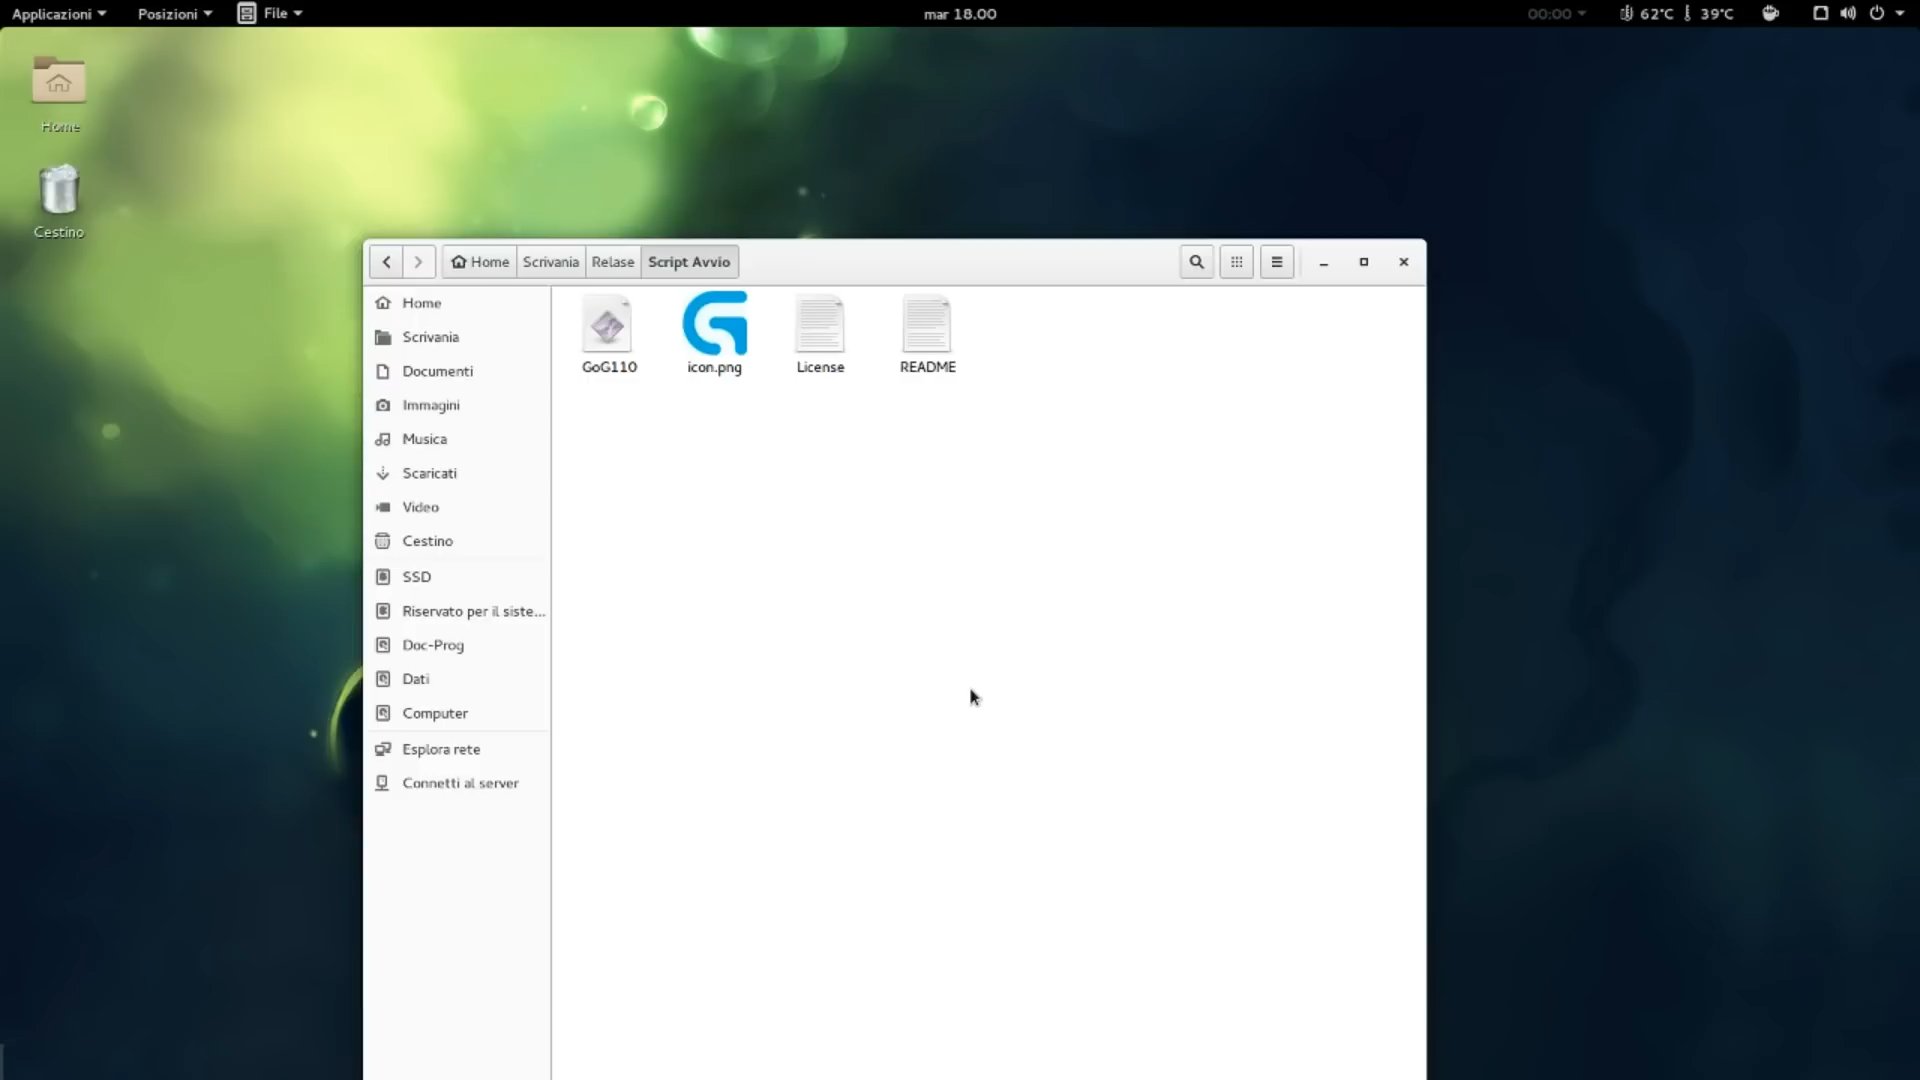 Applicazioni Posizioni File mar 18.00 00:00 62°C 39°C
Home
Cestino
Home Scrivania Relase Script Avvio
Home
Scrivania
Documenti
Immagini
Musica
Scaricati
Video
Cestino
SSD
Riservato per il siste...
Doc-Prog
Dati
Computer
Esplora rete
Connetti al server
GoG110 icon.png License README